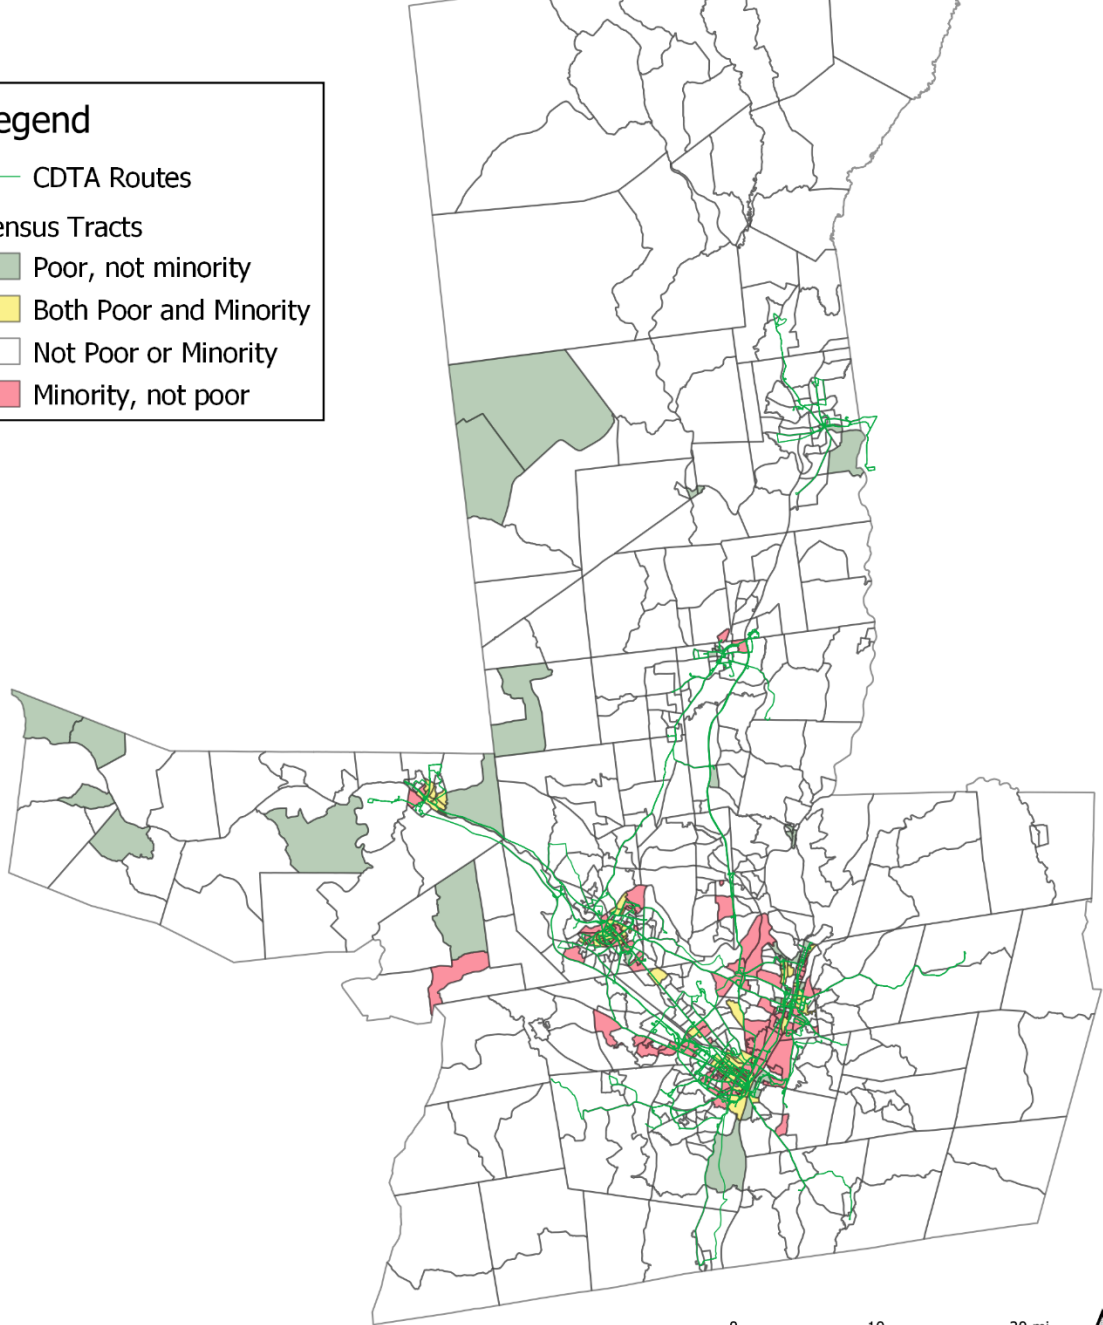 egend
CDTA Routes
ensus Tracts
Poor, not minority
Both Poor and Minority
Not Poor or Minority
Minority, not poor